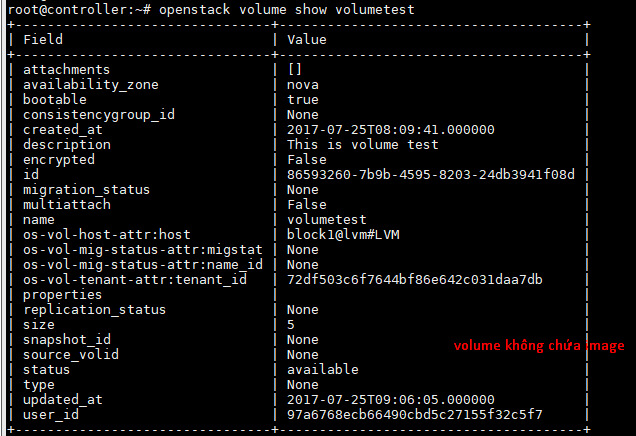 root@controller:~# openstack volume show volumetest
+--------------------------------+--------------------------------------+
| Field | Value |
+--------------------------------+--------------------------------------+
| attachments | [] |
| availability_zone | nova |
| bootable | true |
| consistencygroup_id | None |
| created_at | 2017-07-25T08:09:41.000000 |
| description | This is volume test |
| encrypted | False |
| id | 86593260-7b9b-4595-8203-24db3941f08d |
| migration_status | None |
| multiattach | False |
| name | volumetest |
| os-vol-host-attr:host | block1@lvm#LVM |
| os-vol-mig-status-attr:migstat | None |
| os-vol-mig-status-attr:name_id | None |
| os-vol-tenant-attr:tenant_id | 72df503c6f7644bf86e642c031daa7db |
| properties | |
| replication_status | None |
| size | 5 |
| snapshot_id | None |
volume không chứa image
| source_volid | None |
| status | available |
| type | None |
| updated_at | 2017-07-25T09:06:05.000000 |
| user_id | 97a6768ecb66490cbd5c27155f32c5f7 |
+--------------------------------+--------------------------------------+